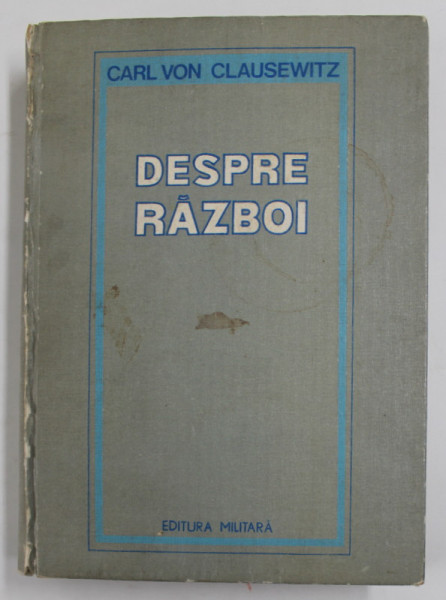 CARL VON CLAUSEWITZ
DESPRE
RĂZBOI
EDITURA MILITARĂ